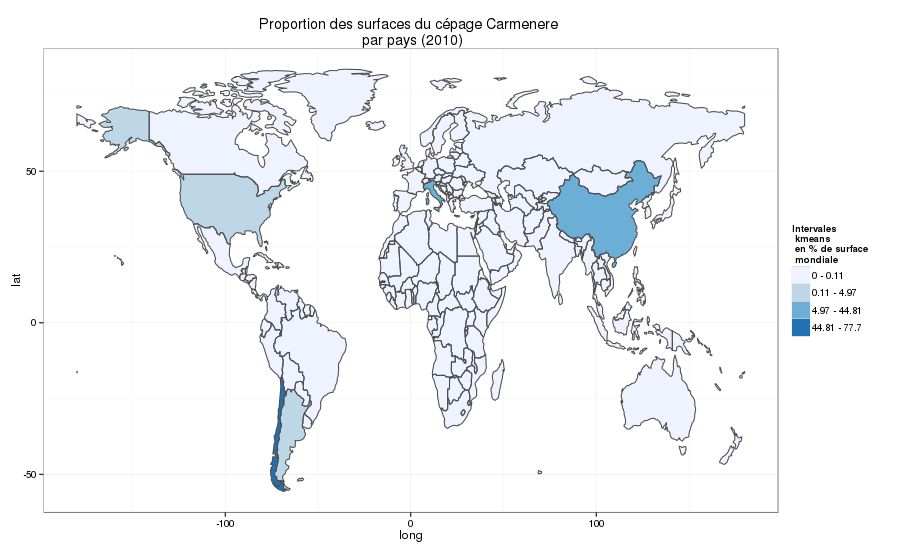 Proportion des surfaces du cépage Carmenere
par pays (2010)
lat
50
0
-50
-100
0
100
long
Intervales
kmeans
en % de surface
mondiale
0 - 0.11
0.11 - 4.97
4.97 - 44.81
44.81 - 77.7